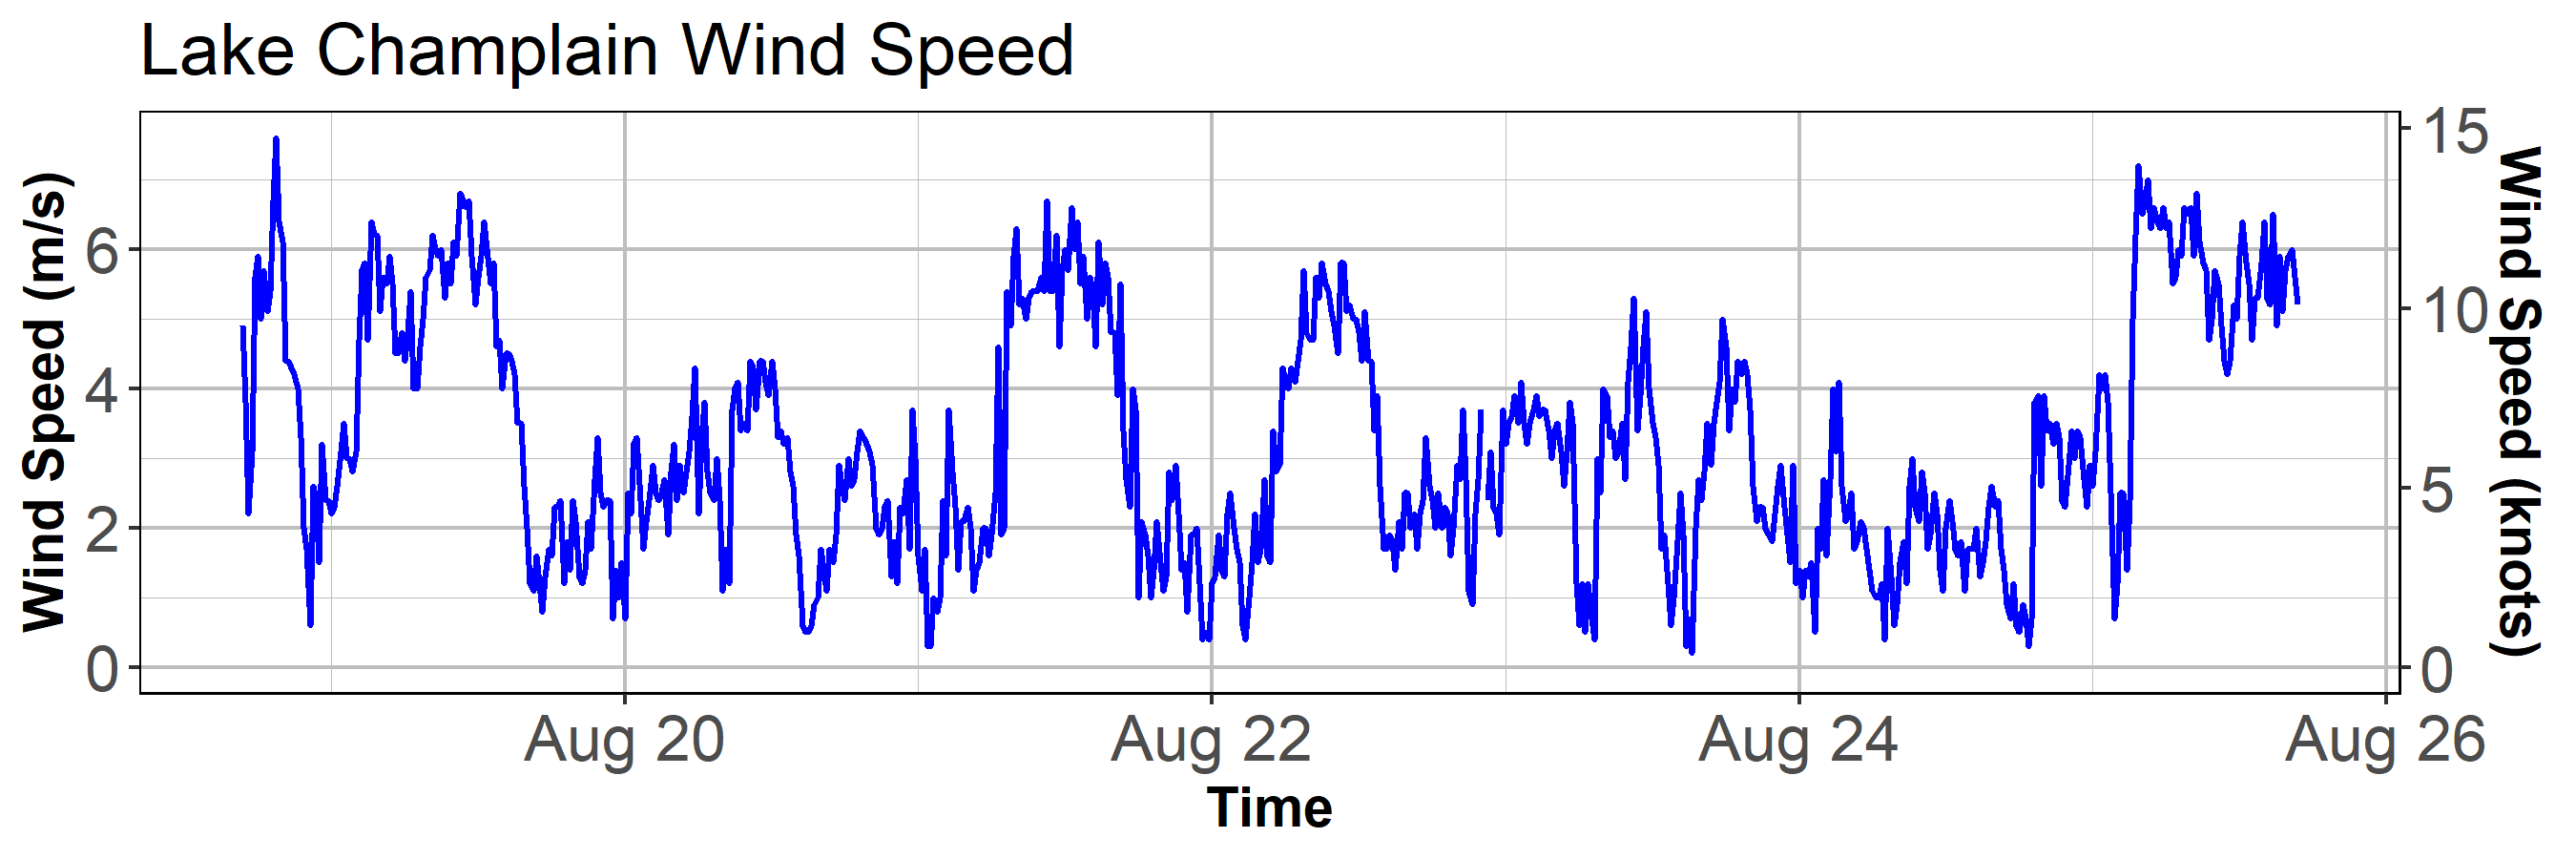 Lake Champlain Wind Speed
Wind Speed (m/s)
6
4
2
0
15
10
5
0
Wind Speed (knots)
Aug 20
Aug 22
Aug 24
Aug 26
Time